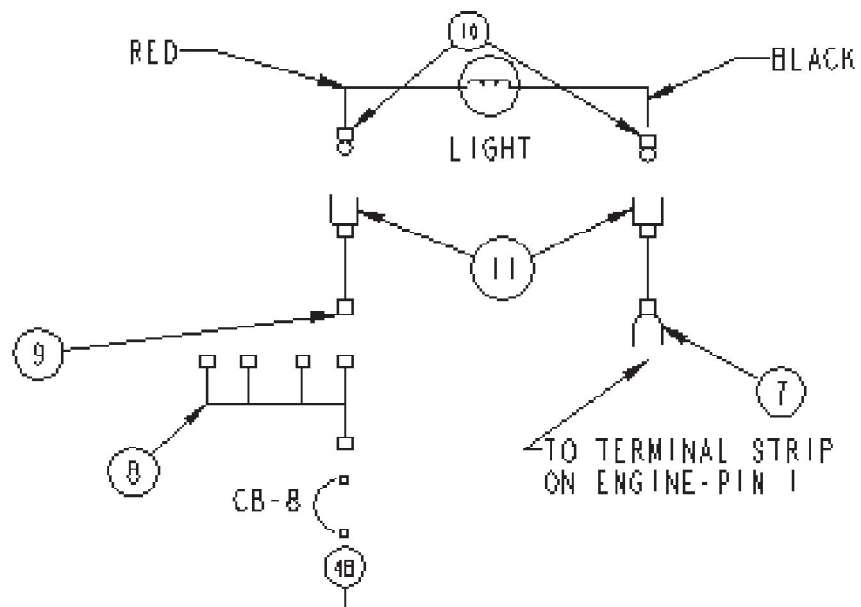 10
RED
BLACK
LIGHT
11
9
7
8
TO TERMINAL STRIP
ON ENGINE-PIN 1
CB-8
48